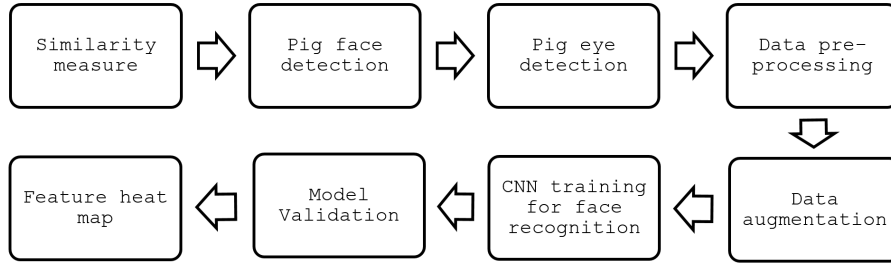 Similarity
measure
Pig face
detection
Pig eye
detection
Data pre-
processing
Data
augmentation
CNN training
for face
recognition
Model
Validation
Feature heat
map